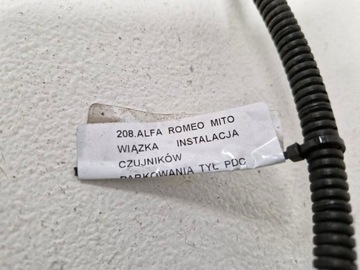 208.ALFA ROMEO MITO
WIĄZKA INSTALACJA
CZUJNIKÓW
PARKOWANIA TYŁ PDC